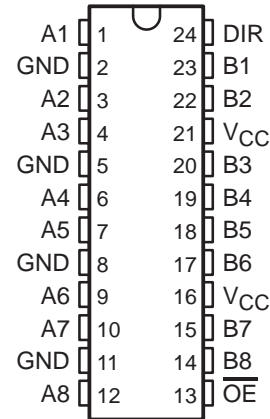 A1 1 24 DIR
GND 2 23 B1
A2 3 22 B2
A3 4 21 VCC
GND 5 20 B3
A4 6 19 B4
A5 7 18 B5
GND 8 17 B6
A6 9 16 VCC
A7 10 15 B7
GND 11 14 B8
A8 12 13 O̅E̅